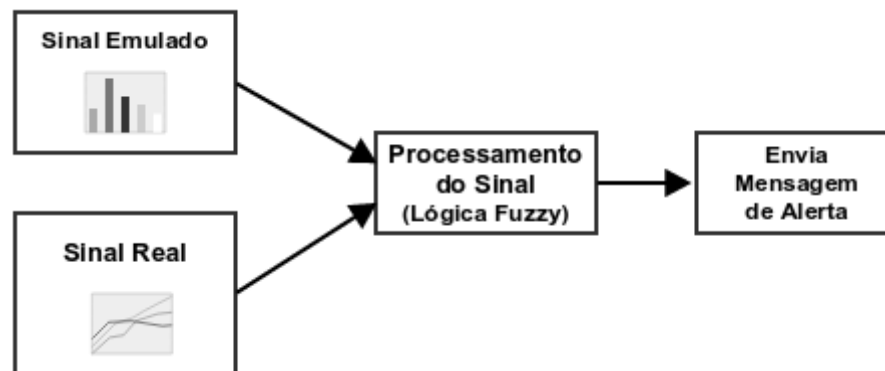 Sinal Emulado
Sinal Real
Processamento
do Sinal
(Lógica Fuzzy)
Envia
Mensagem
de Alerta